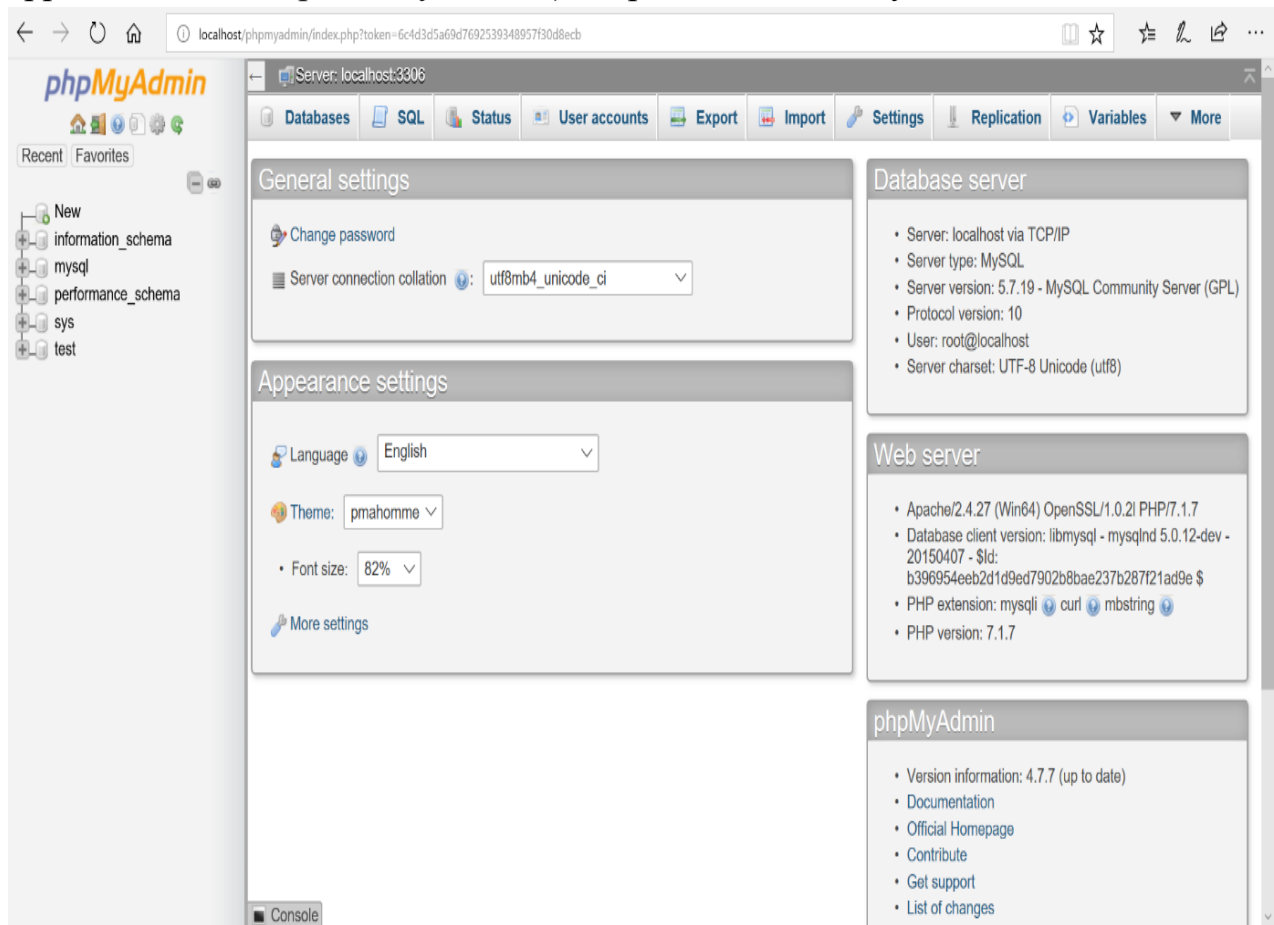 localhost/phpmyadmin/index.php?token=6c4d3d5a69d7692539348957f30d8ecb
phpMyAdmin
Recent Favorites
New
information_schema
mysql
performance_schema
sys
test
Server: localhost:3306
Databases SQL Status User accounts Export Import Settings Replication Variables More
General settings
Change password
Server connection collation : utf8mb4_unicode_ci
Appearance settings
Language English
Theme: pmahomme
• Font size: 82%
More settings
Database server
• Server: localhost via TCP/IP
• Server type: MySQL
• Server version: 5.7.19 - MySQL Community Server (GPL)
• Protocol version: 10
• User: root@localhost
• Server charset: UTF-8 Unicode (utf8)
Web server
• Apache/2.4.27 (Win64) OpenSSL/1.0.2l PHP/7.1.7
• Database client version: libmysql - mysqlnd 5.0.12-dev -
20150407 - $Id:
b396954eeb2d1d9ed7902b8bae237b287f21ad9e $
• PHP extension: mysqli curl mbstring
• PHP version: 7.1.7
phpMyAdmin
• Version information: 4.7.7 (up to date)
• Documentation
• Official Homepage
• Contribute
• Get support
• List of changes
Console